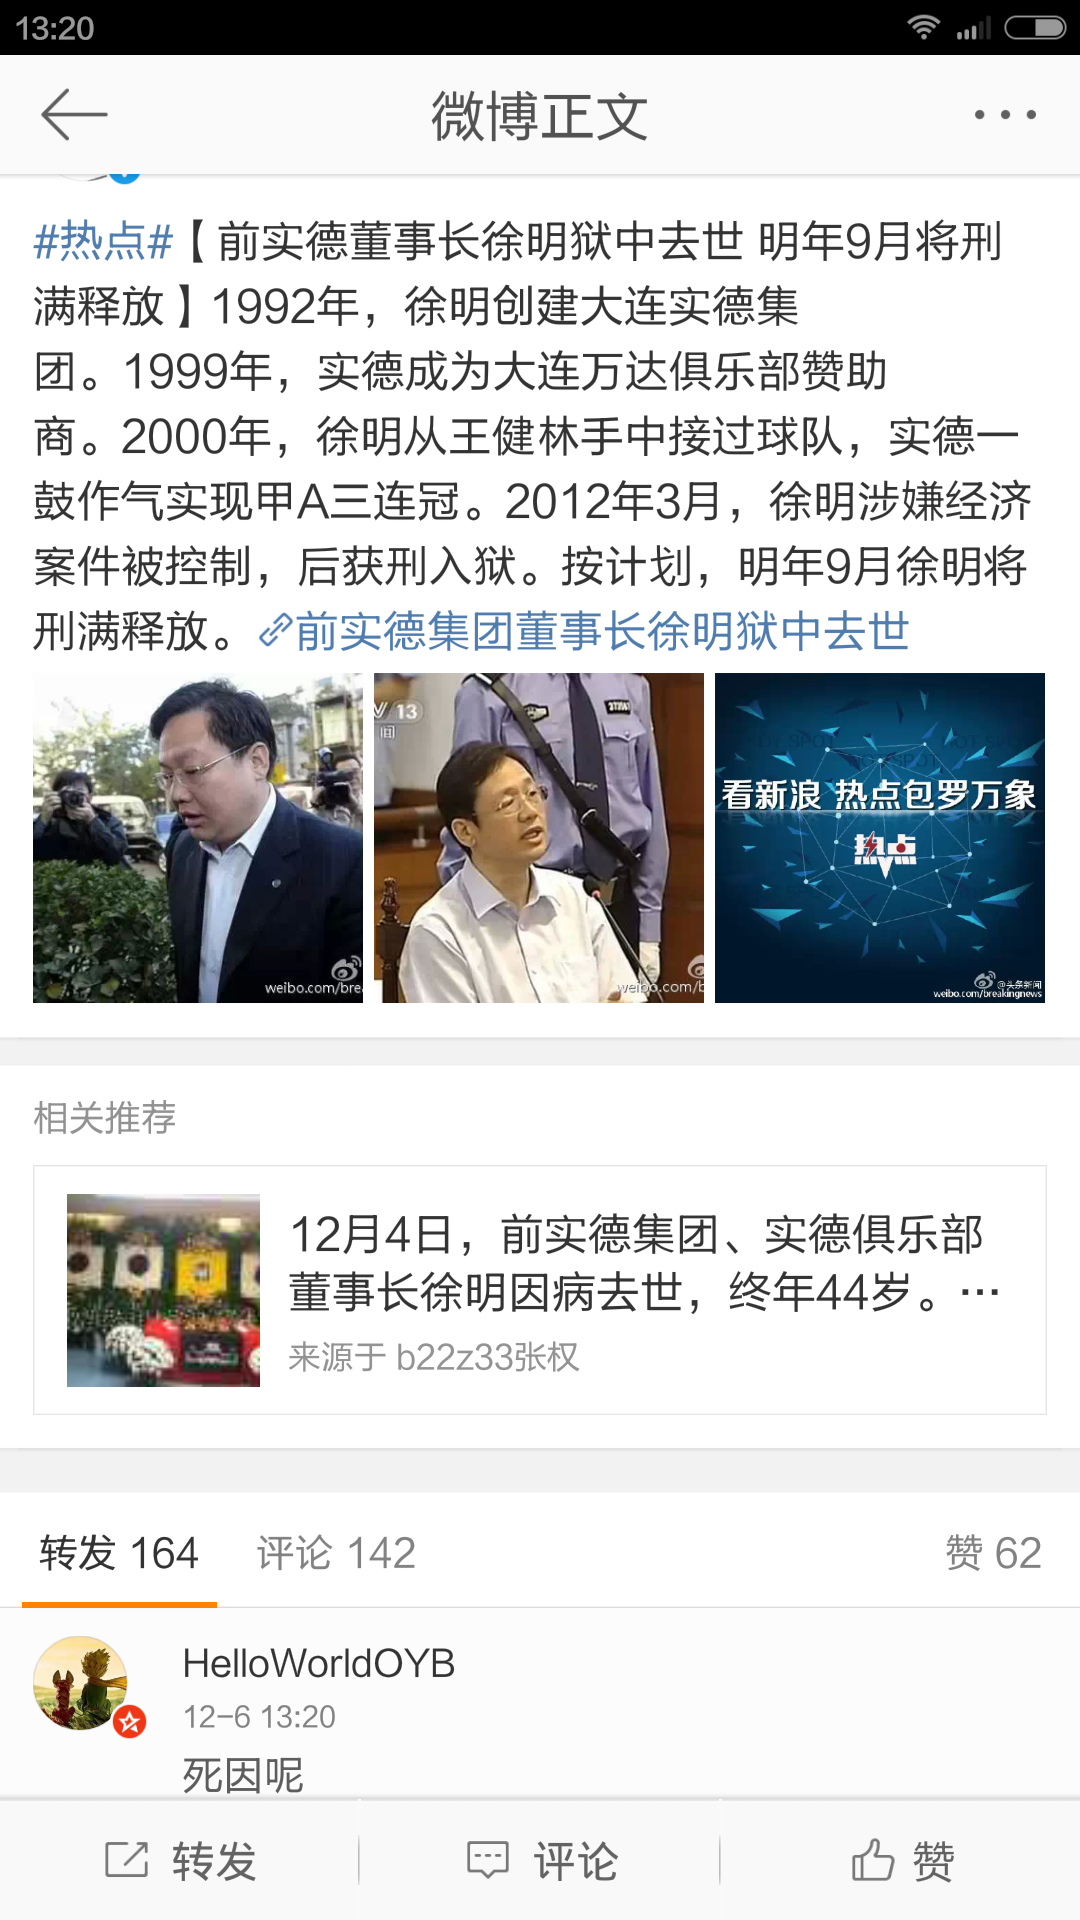 13:20
微博正文
#热点#【前实德董事长徐明狱中去世 明年9月将刑
满释放】1992年，徐明创建大连实德集
团。1999年，实德成为大连万达俱乐部赞助
商。2000年，徐明从王健林手中接过球队，实德一
鼓作气实现甲A三连冠。2012年3月，徐明涉嫌经济
案件被控制，后获刑入狱。按计划，明年9月徐明将
刑满释放。前实德集团董事长徐明狱中去世
weibo.com/bre
V 13
间
weibo.com/b
看新浪 热点包罗万象
热点
@头条新闻
weibo.com/breakingnews
相关推荐
12月4日，前实德集团、实德俱乐部
董事长徐明因病去世，终年44岁。…
来源于 b22z33张权
转发 164
评论 142
赞 62
HelloWorldOYB
12-6 13:20
死因呢
转发
评论
赞